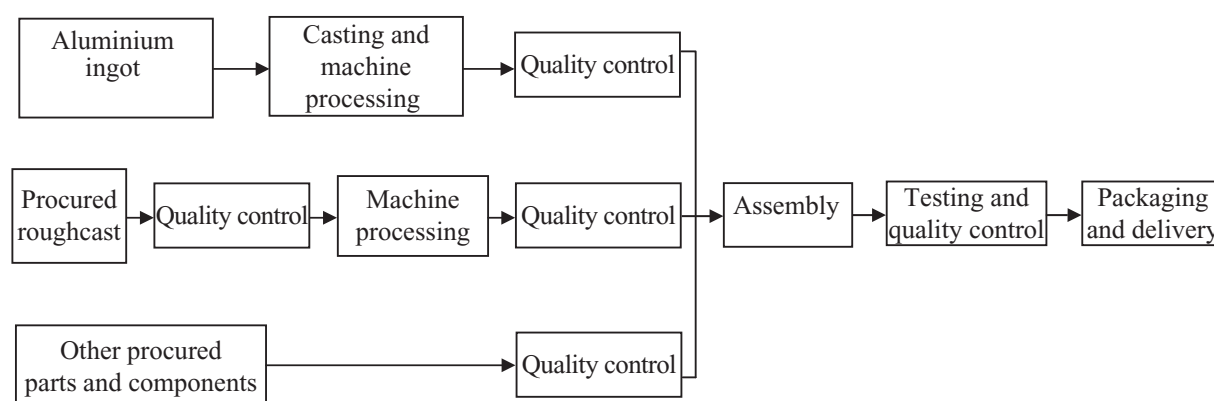 Aluminium
ingot
Casting and
machine
processing
Quality control
Procured
roughcast
Quality control
Machine
processing
Quality control
Assembly
Testing and
quality control
Packaging
and delivery
Other procured
parts and components
Quality control